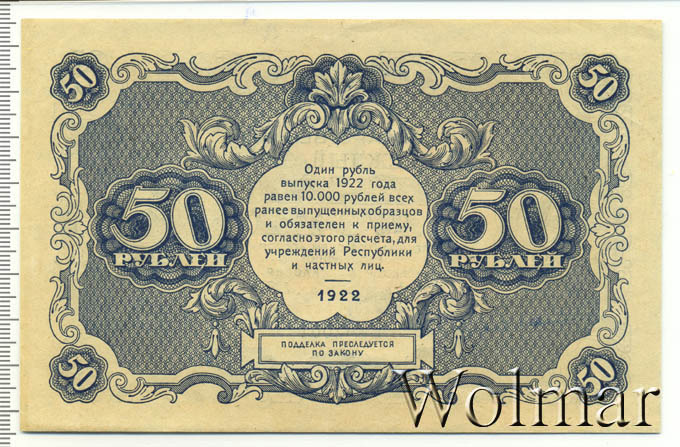 50
50
Один рубль
выпуска 1922 года
равен 10.000 рублей всех
ранее выпущенных образцов
и обязателен к приему,
согласно этого расчета, для
учреждений Республики
и частных лиц.
1922
50
РУБЛЕЙ
50
РУБЛЕЙ
ПОДДЕЛКА ПРЕСЛЕДУЕТСЯ
ПО ЗАКОНУ
50
50
Wolmar